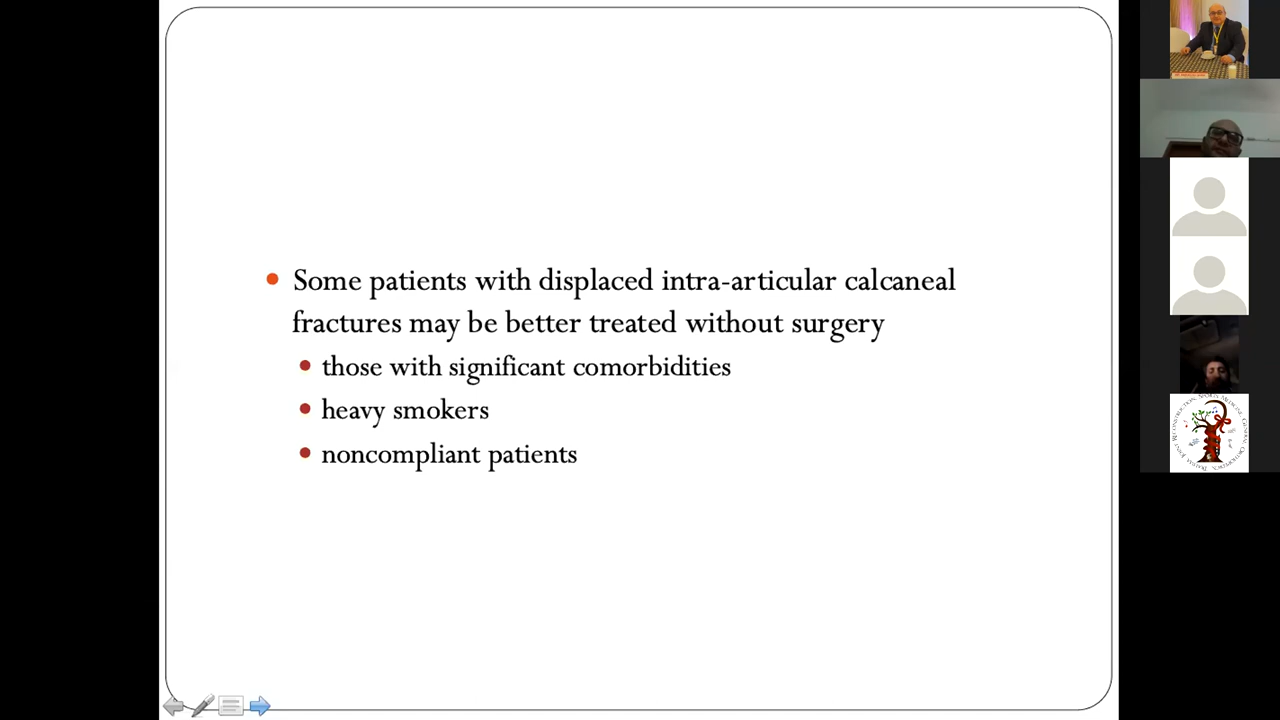 Some patients with displaced intra-articular calcaneal
fractures may be better treated without surgery
those with significant comorbidities
heavy smokers
noncompliant patients